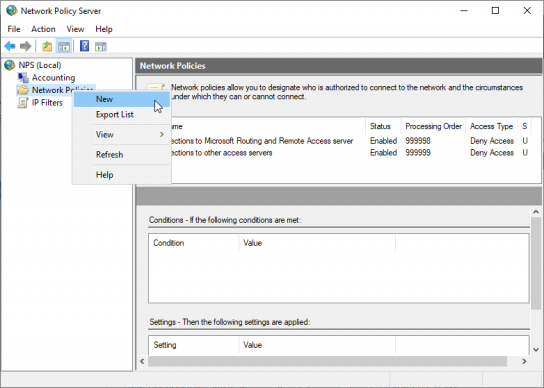 Network Policy Server
File Action View Help
NPS (Local)
Accounting
Network Policies
IP Filters
New
Export List
View
Refresh
Help
Network Policies
Network policies allow you to designate who is authorized to connect to the network and the circumstances
under which they can or cannot connect.
ame Status Processing Order Access Type S
ections to Microsoft Routing and Remote Access server Enabled 999998 Deny Access U
ections to other access servers Enabled 999999 Deny Access U
Conditions - If the following conditions are met:
Condition Value
Settings - Then the following settings are applied:
Setting Value